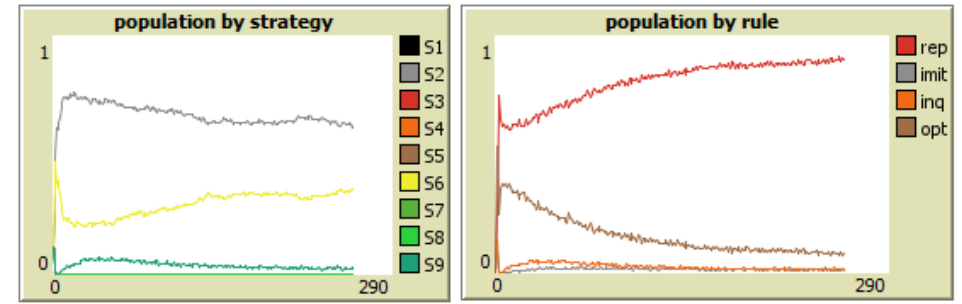 population by strategy
1
0
0
290
S1
S2
S3
S4
S5
S6
S7
S8
S9
population by rule
1
0
0
290
rep
imit
inq
opt